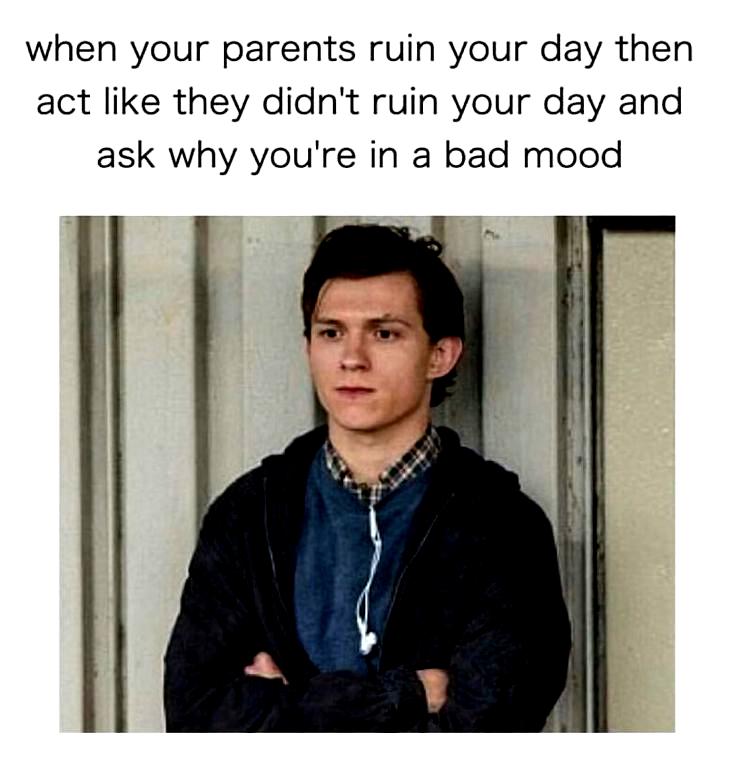 when your parents ruin your day then
act like they didn't ruin your day and
ask why you're in a bad mood